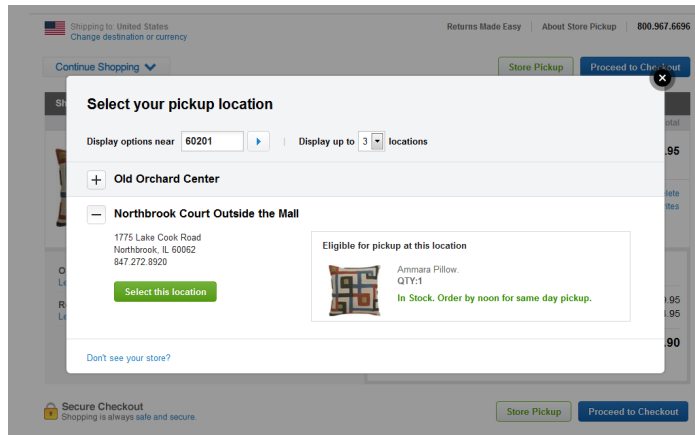 Shipping to: United States
Change destination or currency
Returns Made Easy
About Store Pickup
800.967.6696
Continue Shopping
Store Pickup
Proceed to Checkout
Select your pickup location
Display options near 60201
Display up to 3 locations
Old Orchard Center
Northbrook Court Outside the Mall
1775 Lake Cook Road
Northbrook, IL 60062
847.272.8920
Select this location
Eligible for pickup at this location
Ammara Pillow.
QTY:1
In Stock. Order by noon for same day pickup.
Don't see your store?
.95
.95
.95
.90
Secure Checkout
Shopping is always safe and secure.
Store Pickup
Proceed to Checkout